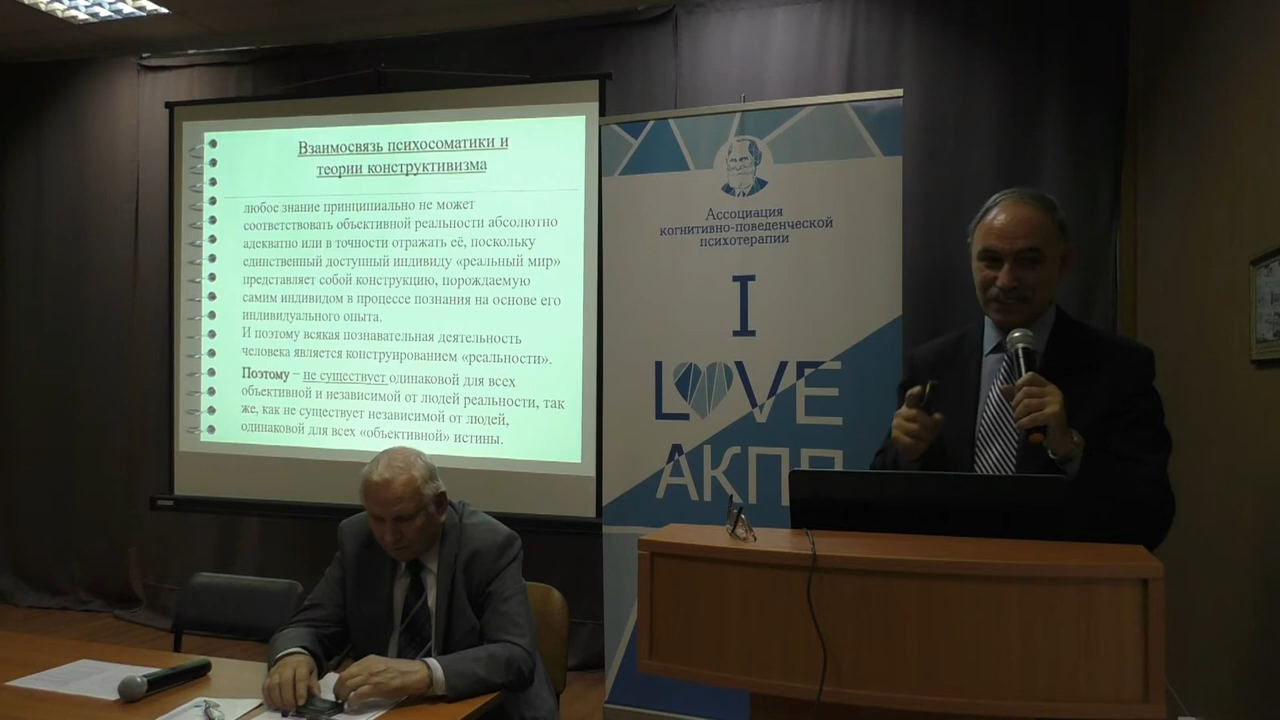 Взаимосвязь психосоматики и
теории конструктивизма
любое знание принципиально не может
соответствовать объективной реальности абсолютно
адекватно или в точности отражать её, поскольку
единственный доступный индивиду «реальный мир»
представляет собой конструкцию, порождаемую
самим индивидом в процессе познания на основе его
индивидуального опыта.
И поэтому всякая познавательная деятельность
человека является конструированием «реальности».
Поэтому – не существует одинаковой для всех
объективной и независимой от людей реальности, так
же, как не существует независимой от людей,
одинаковой для всех «объективной» истины.
Ассоциация
когнитивно-поведенческой
психотерапии
I
LOVE
АКПП